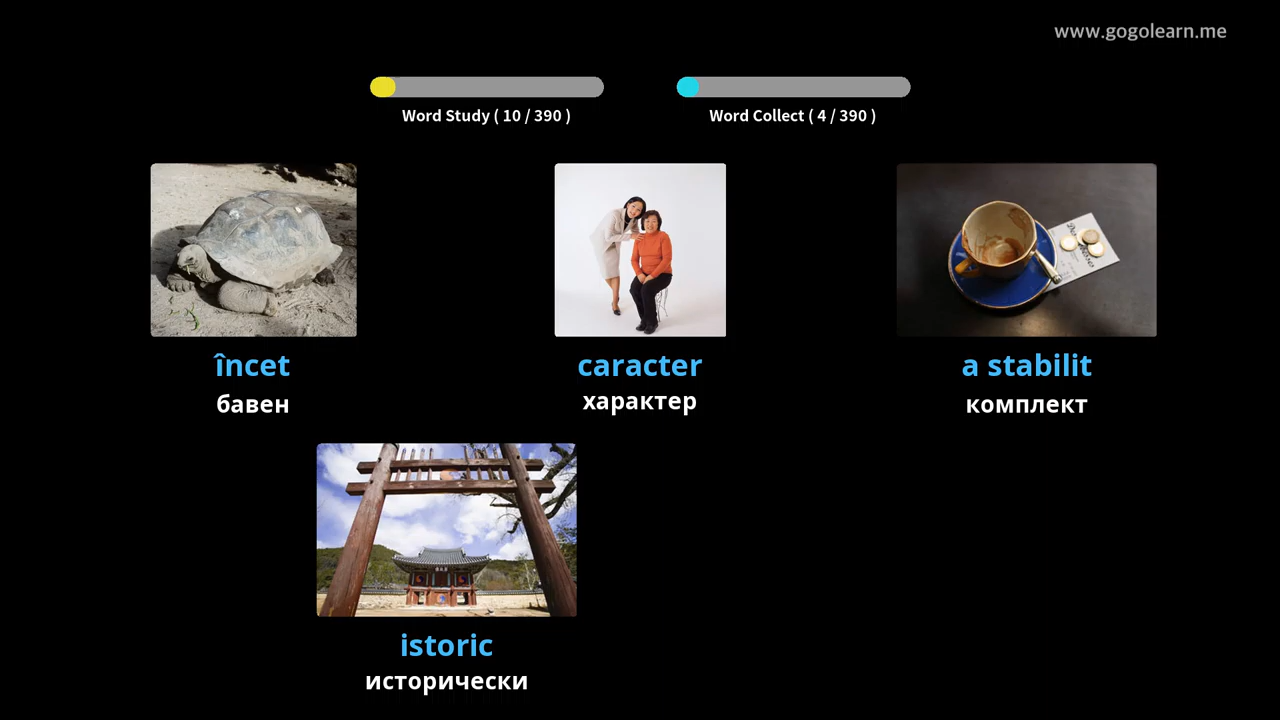 www.gogolearn.me
Word Study ( 10 / 390 )
Word Collect ( 4 / 390 )
încet
бавен
caracter
характер
a stabilit
комплект
istoric
исторически